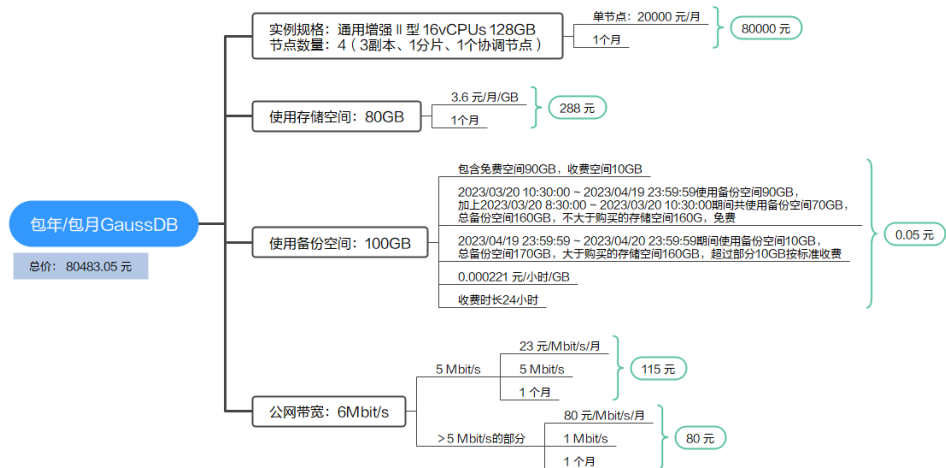 包年/包月GaussDB
总价： 80483.05 元
实例规格：通用增强 II 型 16vCPUs 128GB
节点数量：4（3副本、1分片、1个协调节点）
单节点：20000 元/月
1个月
80000 元
使用存储空间：80GB
3.6 元/月/GB
1个月
288 元
使用备份空间：100GB
包含免费空间90GB，收费空间10GB
2023/03/20 10:30:00 ~ 2023/04/19 23:59:59使用备份空间90GB，
加上2023/03/20 8:30:00 ~ 2023/03/20 10:30:00期间共使用备份空间70GB，
总备份空间160GB，不大于购买的存储空间160G，免费
2023/04/19 23:59:59 ~ 2023/04/20 23:59:59期间使用备份空间10GB，
总备份空间170GB，大于购买的存储空间160GB，超过部分10GB按标准收费
0.000221 元/小时/GB
收费时长24小时
0.05 元
公网带宽：6Mbit/s
5 Mbit/s
23 元/Mbit/s/月
5 Mbit/s
1 个月
115 元
＞5 Mbit/s的部分
80 元/Mbit/s/月
1 Mbit/s
1 个月
80 元